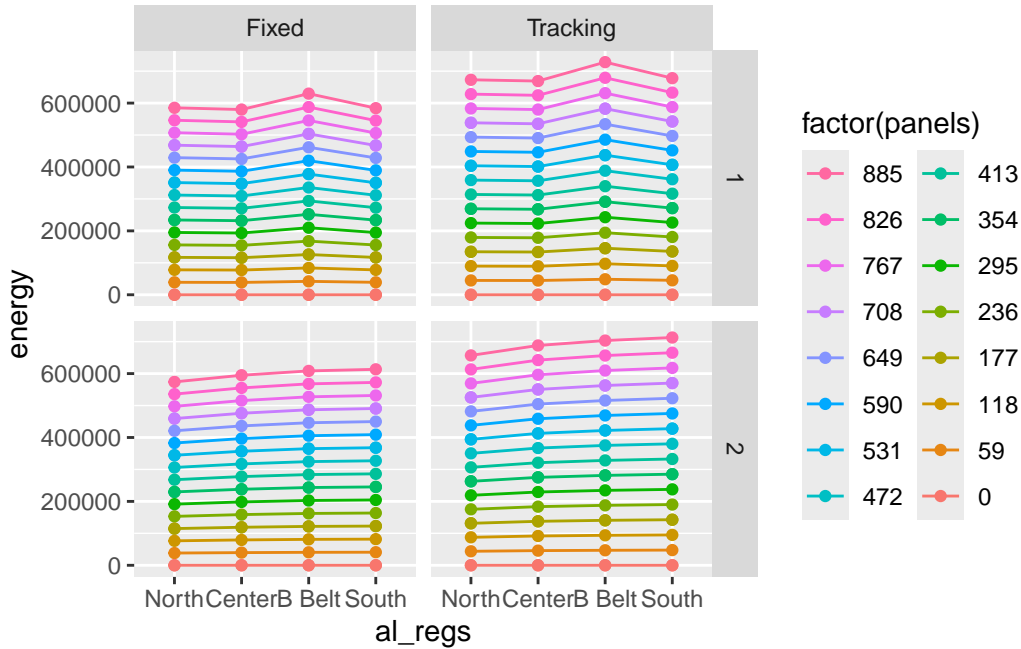 Fixed
Tracking
600000
400000
200000
0
1
600000
400000
200000
0
2
North Center B Belt South
North Center B Belt South
al_regs
energy
factor(panels)
885 413
826 354
767 295
708 236
649 177
590 118
531 59
472 0